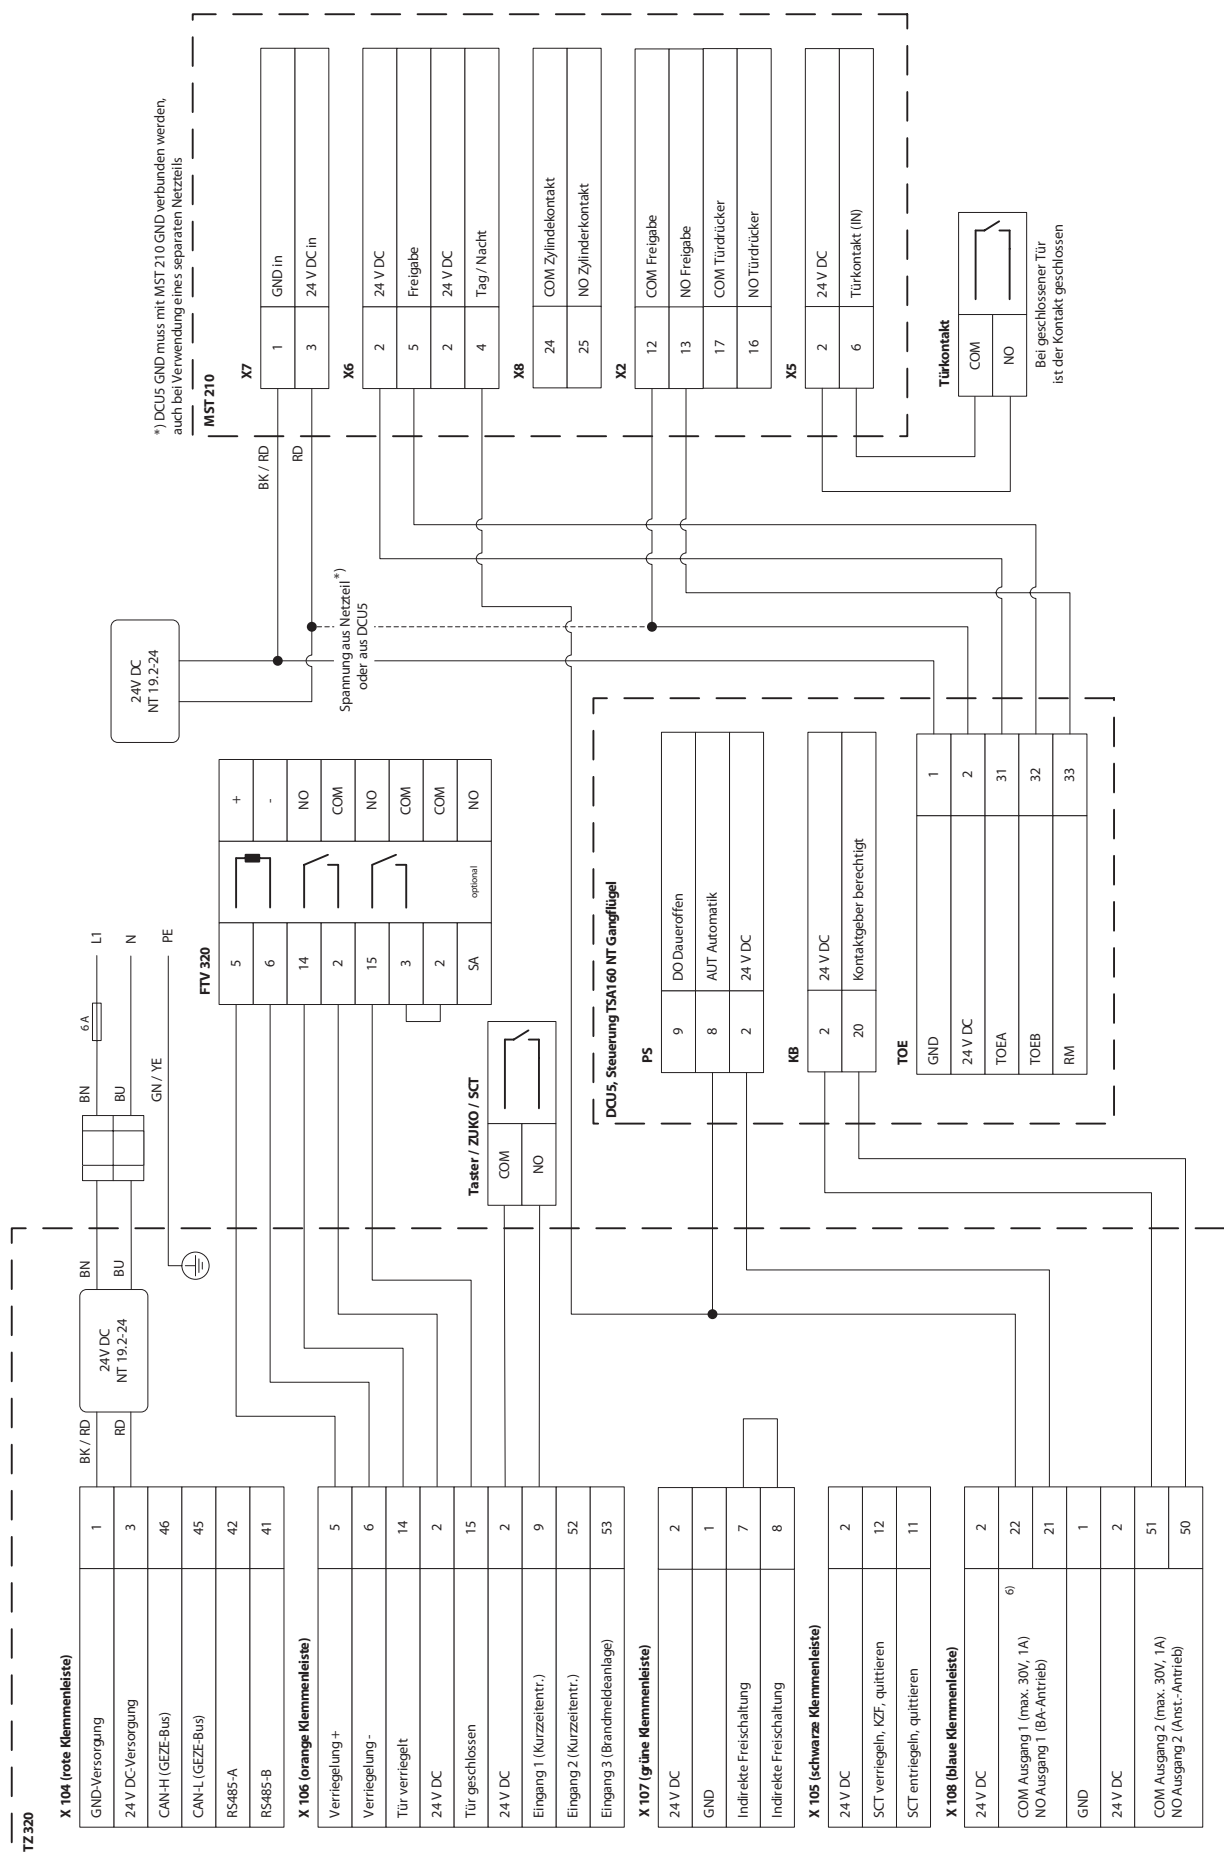 TZ 320
X 104 (rote Klemmenleiste)
GND-Versorgung 1
24 V DC-Versorgung 3
CAN-H (GEZE-Bus) 46
CAN-L (GEZE-Bus) 45
RS485-A 42
RS485-B 41
BK / RD
RD
24V DC
NT 19.2-24
BN
BU
BN
BU
GN / YE
6 A
L1
N
PE
X 106 (orange Klemmenleiste)
Verriegelung + 5
Verriegelung - 6
Tür verriegelt 14
24 V DC 2
Tür geschlossen 15
24 V DC 2
Eingang 1 (Kurzzeitentr.) 9
Eingang 2 (Kurzzeitentr.) 52
Eingang 3 (Brandmeldeanlage) 53
X 107 (grüne Klemmenleiste)
24 V DC 2
GND 1
Indirekte Freischaltung 7
Indirekte Freischaltung 8
X 105 (schwarze Klemmenleiste)
24 V DC 2
SCT verriegeln, KZF, quittieren 12
SCT entriegeln, quittieren 11
X 108 (blaue Klemmenleiste)
24 V DC 2
COM Ausgang 1 (max. 30V, 1A) 6) 22
NO Ausgang 1 (BA-Antrieb) 21
GND 1
24 V DC 2
COM Ausgang 2 (max. 30V, 1A) 51
NO Ausgang 2 (Anst.-Antrieb) 50
FTV 320
5 +
6 -
14 NO
2 COM
15 NO
3 COM
2 COM
SA optional NO
Taster / ZUKO / SCT
COM
NO
DCU5, Steuerung TSA160 NT Gangflügel
PS
9 DO Daueroffen
8 AUT Automatik
2 24 V DC
KB
2 24 V DC
20 Kontaktgeber berechtigt
TOE
GND 1
24 V DC 2
TOEA 31
TOEB 32
RM 33
24V DC
NT 19.2-24
Spannung aus Netzteil *)
oder aus DCU5
BK / RD
RD
*) DCU5 GND muss mit MST 210 GND verbunden werden,
auch bei Verwendung eines separaten Netzteils
MST 210
X7
1 GND in
3 24 V DC in
X6
2 24 V DC
5 Freigabe
2 24 V DC
4 Tag / Nacht
X8
24 COM Zylindekontakt
25 NO Zylinderkontakt
X2
12 COM Freigabe
13 NO Freigabe
17 COM Türdrücker
16 NO Türdrücker
X5
2 24 V DC
6 Türkontakt (IN)
Türkontakt
COM
NO
Bei geschlossener Tür
ist der Kontakt geschlossen